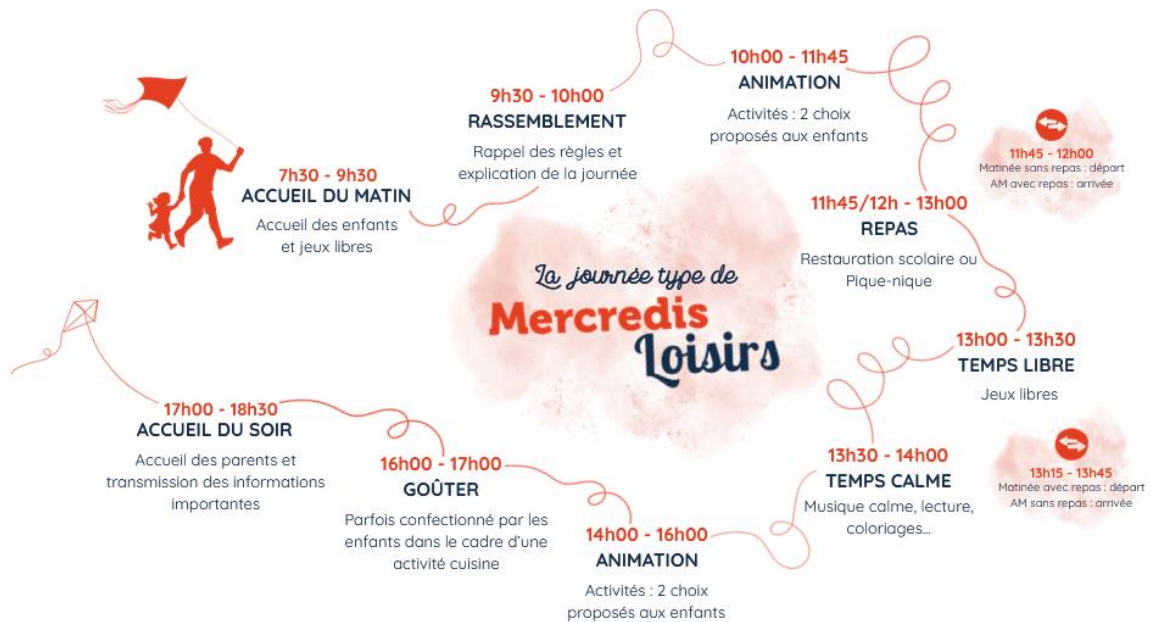 La journée type de
Mercredis
Loisirs
7h30 - 9h30
ACCUEIL DU MATIN
Accueil des enfants
et jeux libres
9h30 - 10h00
RASSEMBLEMENT
Rappel des règles et
explication de la journée
10h00 - 11h45
ANIMATION
Activités : 2 choix
proposés aux enfants
11h45 - 12h00
Matinée sans repas : départ
AM avec repas : arrivée
11h45/12h - 13h00
REPAS
Restauration scolaire ou
Pique-nique
13h00 - 13h30
TEMPS LIBRE
Jeux libres
13h15 - 13h45
Matinée avec repas : départ
AM sans repas : arrivée
13h30 - 14h00
TEMPS CALME
Musique calme, lecture,
coloriages...
14h00 - 16h00
ANIMATION
Activités : 2 choix
proposés aux enfants
16h00 - 17h00
GOÛTER
Parfois confectionné par les
enfants dans le cadre d'une
activité cuisine
17h00 - 18h30
ACCUEIL DU SOIR
Accueil des parents et
transmission des informations
importantes